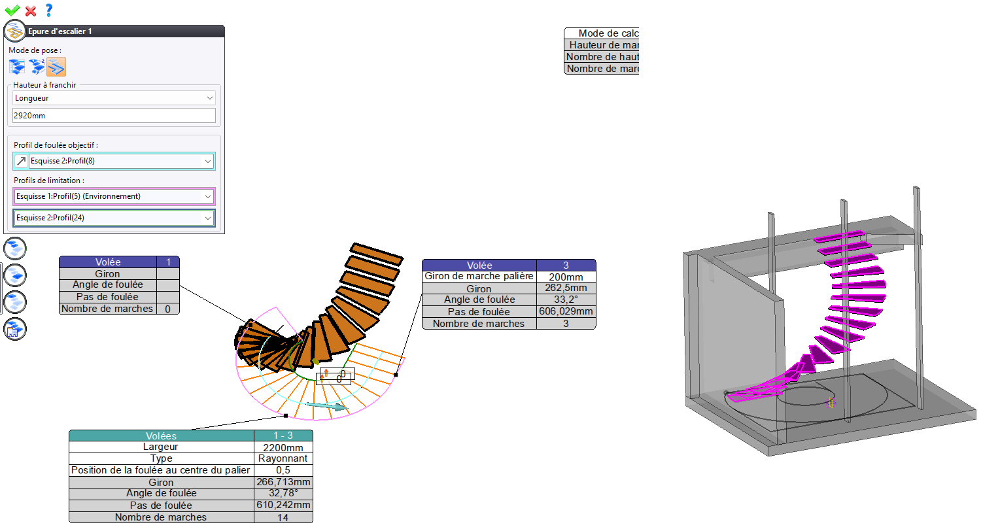 ?
Epure d'escalier 1
Mode de pose :
Hauteur à franchir
Longueur
2920mm
Profil de foulée objectif :
Esquisse 2:Profil(8)
Profils de limitation :
Esquisse 1:Profil(5) (Environnement)
Esquisse 2:Profil(24)
Mode de calc
Hauteur de mar
Nombre de haut
Nombre de marc
Volée 1
Giron
Angle de foulée
Pas de foulée
Nombre de marches 0
Volée 3
Giron de marche palière 200mm
Giron 262,5mm
Angle de foulée 33,2°
Pas de foulée 606,029mm
Nombre de marches 3
0
0
Volées 1 - 3
Largeur 2200mm
Type Rayonnant
Position de la foulée au centre du palier 0,5
Giron 266,713mm
Angle de foulée 32,78°
Pas de foulée 610,242mm
Nombre de marches 14